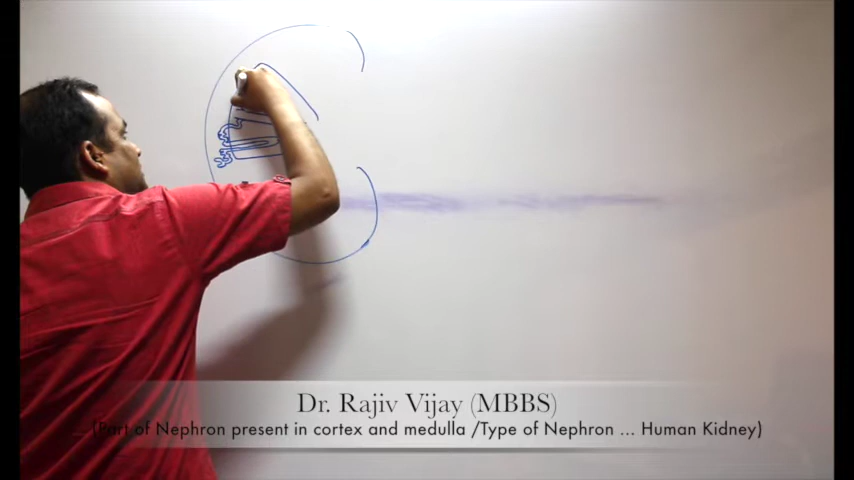 Dr. Rajiv Vijay (MBBS)
(Part of Nephron present in cortex and medulla /Type of Nephron ... Human Kidney)